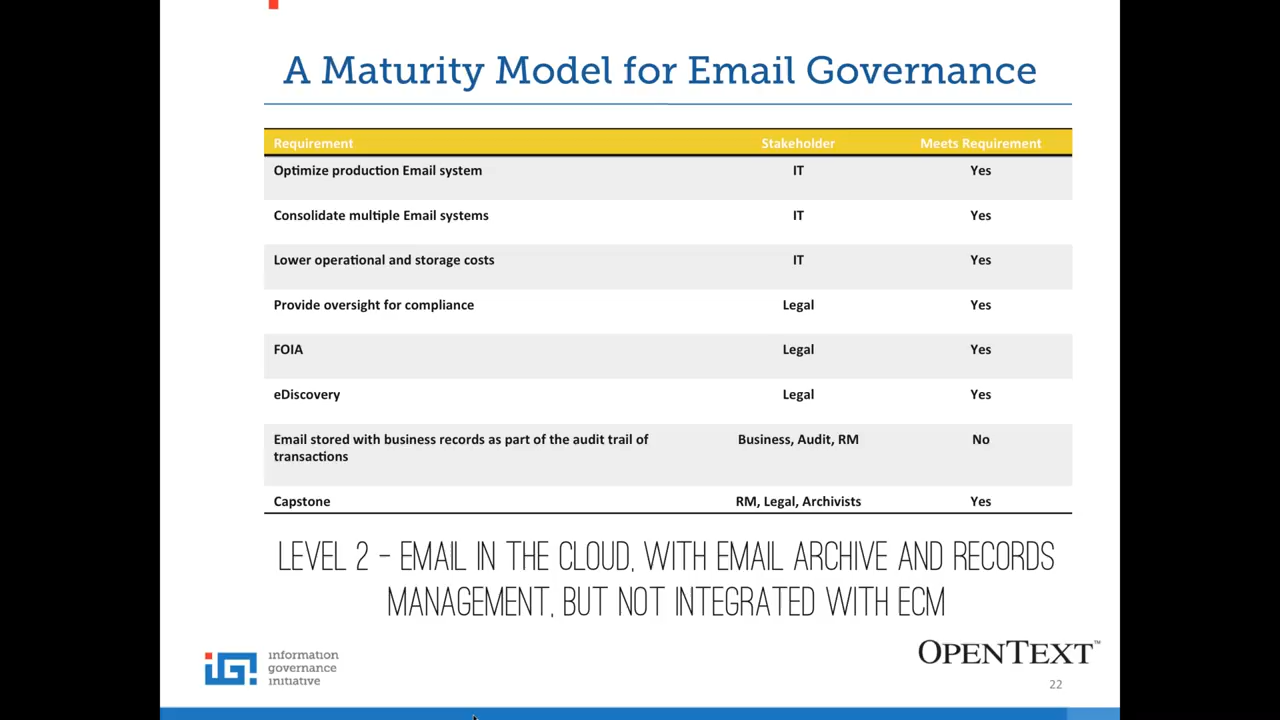 A Maturity Model for Email Governance
Requirement Stakeholder Meets Requirement
Optimize production Email system IT Yes
Consolidate multiple Email systems IT Yes
Lower operational and storage costs IT Yes
Provide oversight for compliance Legal Yes
FOIA Legal Yes
eDiscovery Legal Yes
Email stored with business records as part of the audit trail of Business, Audit, RM No
transactions
Capstone RM, Legal, Archivists Yes
LEVEL 2 – EMAIL IN THE CLOUD, WITH EMAIL ARCHIVE AND RECORDS
MANAGEMENT, BUT NOT INTEGRATED WITH ECM
iGi information
governance
initiative
OPENTEXT™
22